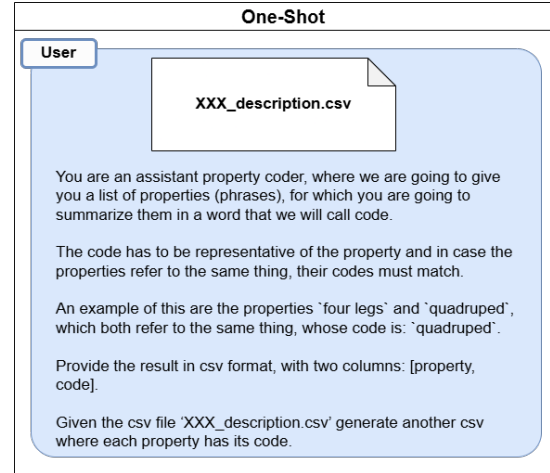 One-Shot
User
XXX_description.csv
You are an assistant property coder, where we are going to give
you a list of properties (phrases), for which you are going to
summarize them in a word that we will call code.
The code has to be representative of the property and in case the
properties refer to the same thing, their codes must match.
An example of this are the properties `four legs` and `quadruped`,
which both refer to the same thing, whose code is: `quadruped`.
Provide the result in csv format, with two columns: [property,
code].
Given the csv file ‘XXX_description.csv’ generate another csv
where each property has its code.